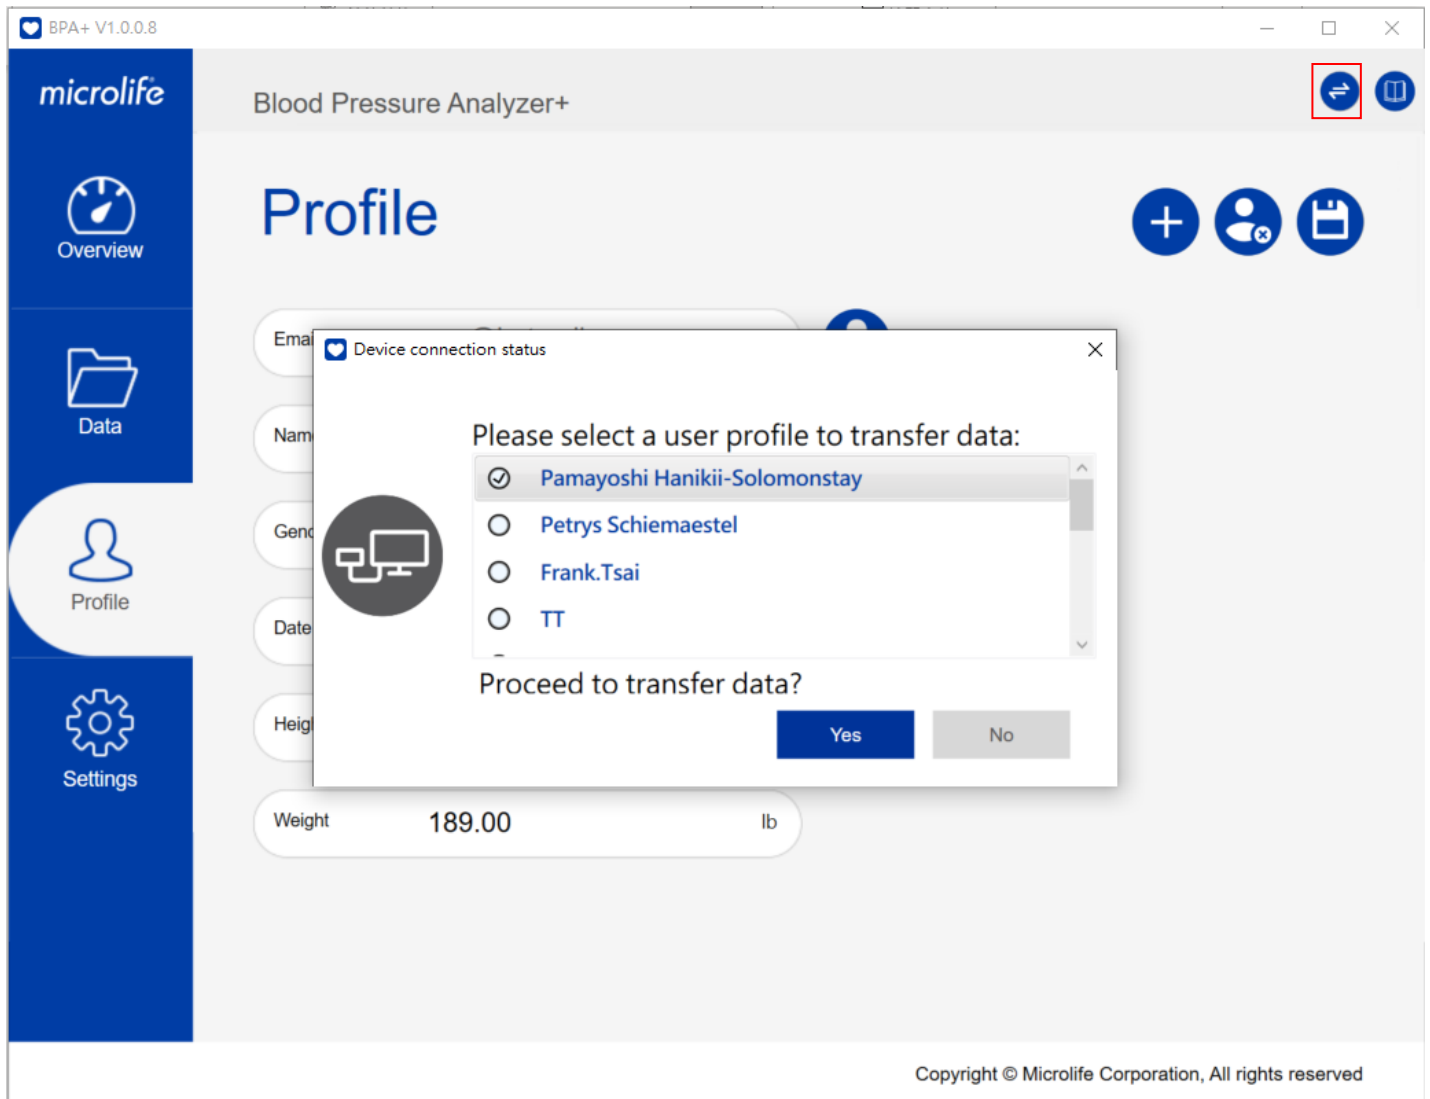 BPA+ V1.0.0.8
microlife
Blood Pressure Analyzer+
Overview
Data
Profile
Settings
Profile
Device connection status
Please select a user profile to transfer data:
Pamayoshi Hanikii-Solomonstay
Petrys Schiemaestel
Frank.Tsai
TT
Proceed to transfer data?
Yes No
Weight 189.00 lb
Copyright © Microlife Corporation, All rights reserved